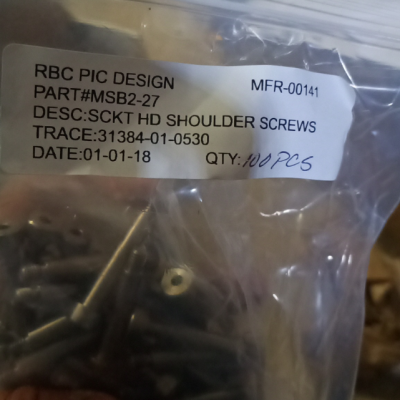 RBC PIC DESIGN MFR-00141
PART#MSB2-27
DESC:SCKT HD SHOULDER SCREWS
TRACE:31384-01-0530
DATE:01-01-18 QTY:100 PCS